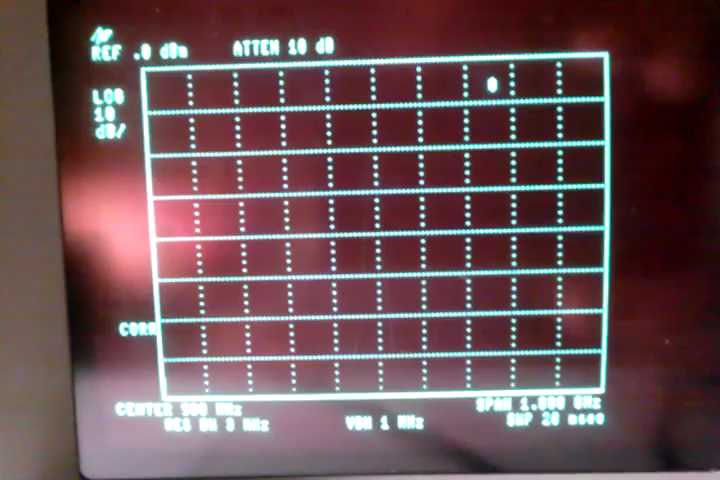 REF .0 dBm ATTEN 10 dB
LOG
10
dB/
0
CORR
CENTER 900 MHz SPAN 1.000 GHz
RES BW 3 MHz VBW 1 MHz SWP 20 msec